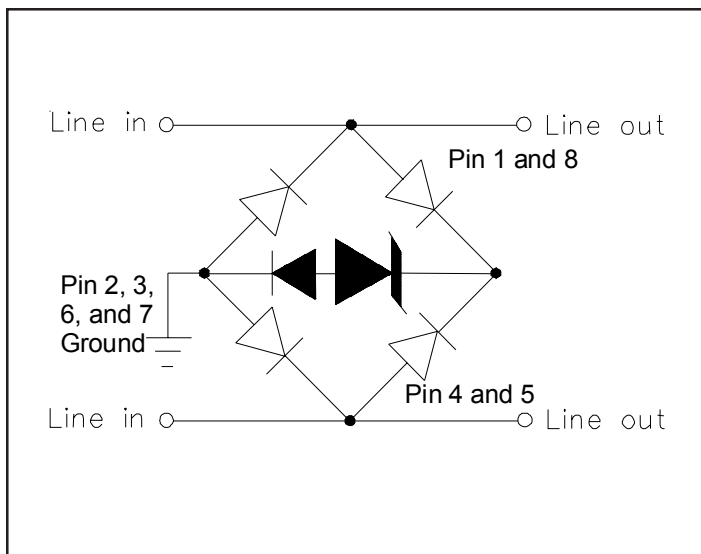 Line in
Line out
Pin 1 and 8
Pin 2, 3,
6, and 7
Ground
Pin 4 and 5
Line in
Line out